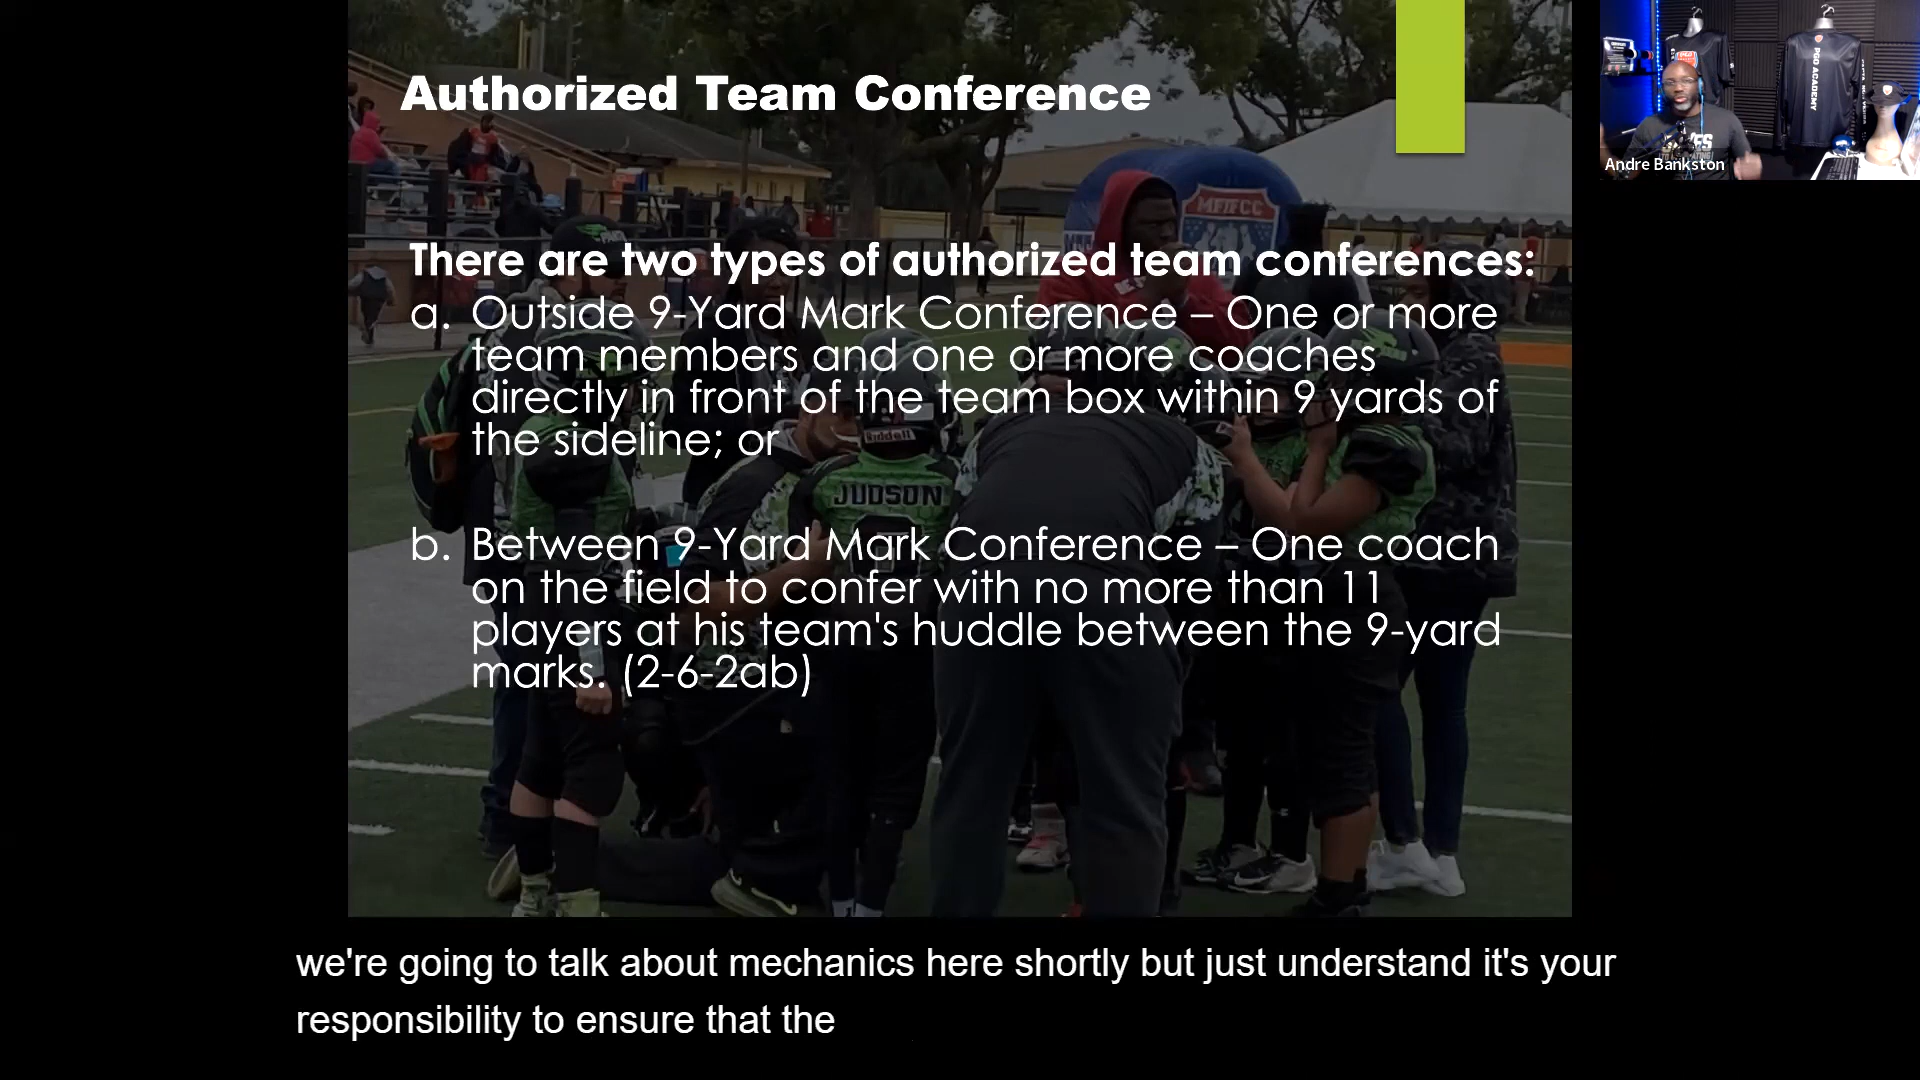 Authorized Team Conference
MFTFCC
There are two types of authorized team conferences:
a. Outside 9-Yard Mark Conference – One or more
team members and one or more coaches
directly in front of the team box within 9 yards of
the sideline; or
Riddell
JUDSON
b. Between 9-Yard Mark Conference – One coach
on the field to confer with no more than 11
players at his team's huddle between the 9-yard
marks. (2-6-2ab)
PGO ACADEMY
Andre Bankston
we're going to talk about mechanics here shortly but just understand it's your
responsibility to ensure that the